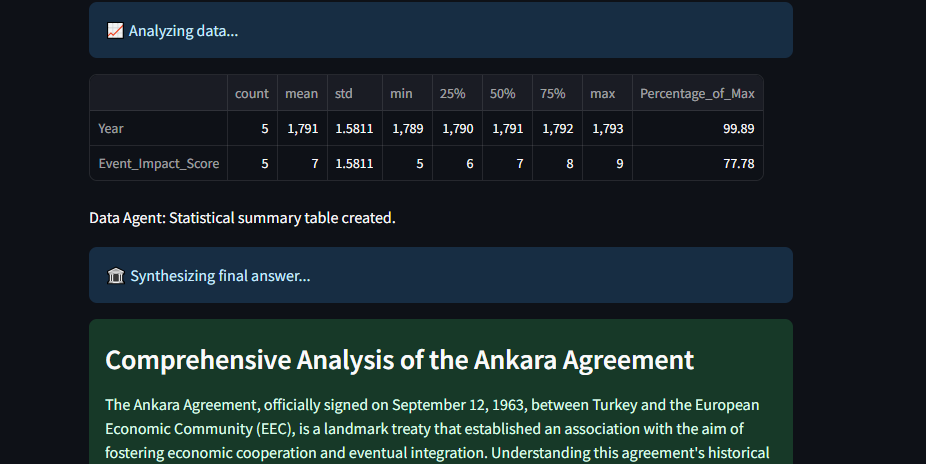 📈 Analyzing data...
count mean std min 25% 50% 75% max Percentage_of_Max
Year 5 1,791 1.5811 1,789 1,790 1,791 1,792 1,793 99.89
Event_Impact_Score 5 7 1.5811 5 6 7 8 9 77.78
Data Agent: Statistical summary table created.
🏛️ Synthesizing final answer...
Comprehensive Analysis of the Ankara Agreement
The Ankara Agreement, officially signed on September 12, 1963, between Turkey and the European
Economic Community (EEC), is a landmark treaty that established an association with the aim of
fostering economic cooperation and eventual integration. Understanding this agreement's historical